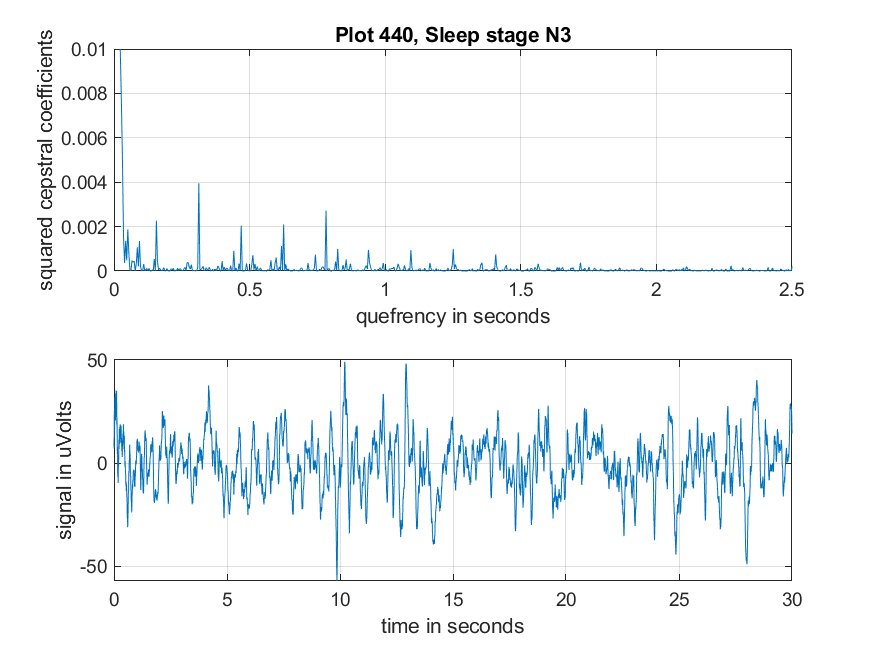 Plot 440, Sleep stage N3
squared cepstral coefficients
0.01
0.008
0.006
0.004
0.002
0
0 0.5 1 1.5 2 2.5
quefrency in seconds
signal in uVolts
50
0
-50
0 5 10 15 20 25 30
time in seconds